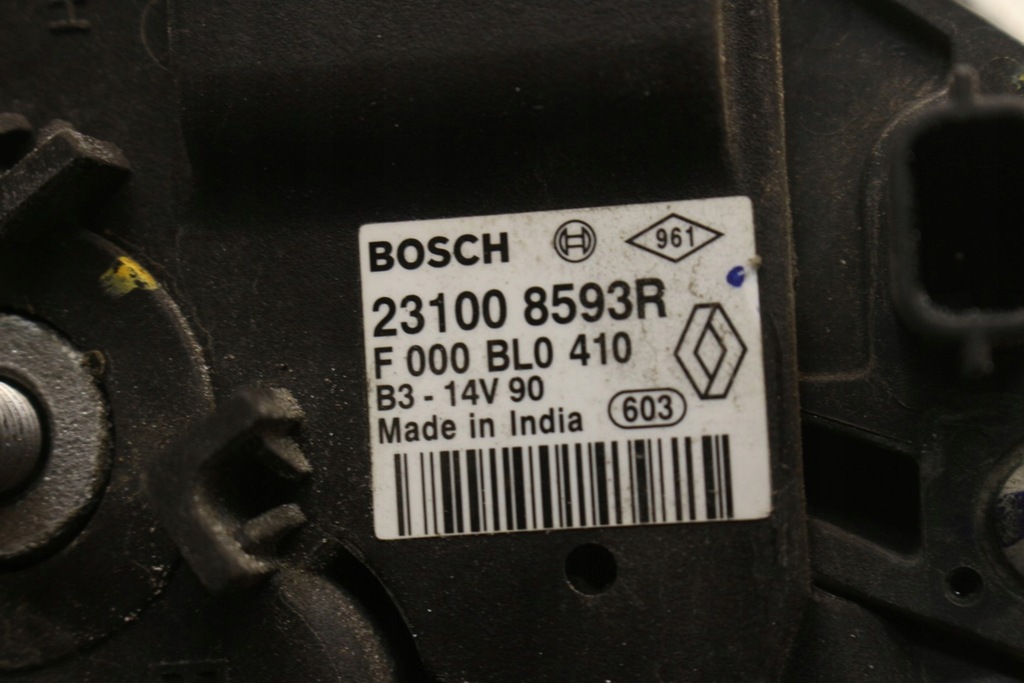 BOSCH 961
23100 8593R
F 000 BL0 410
B3 - 14V 90
Made in India 603